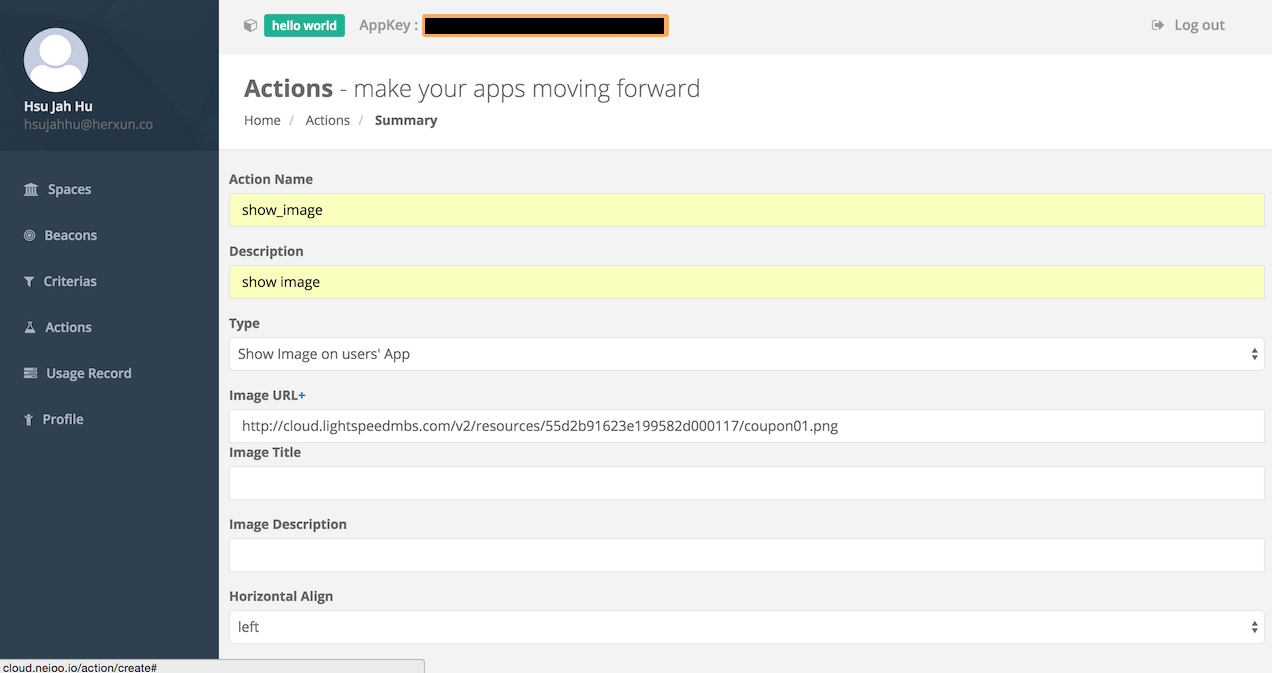 hello world AppKey : Log out
Hsu Jah Hu
hsujahhu@herxun.co
Spaces
Beacons
Criterias
Actions
Usage Record
Profile
Actions - make your apps moving forward
Home / Actions / Summary
Action Name
show_image
Description
show image
Type
Show Image on users' App
Image URL+
http://cloud.lightspeedmbs.com/v2/resources/55d2b91623e199582d000117/coupon01.png
Image Title
Image Description
Horizontal Align
left
cloud.neioo.io/action/create#